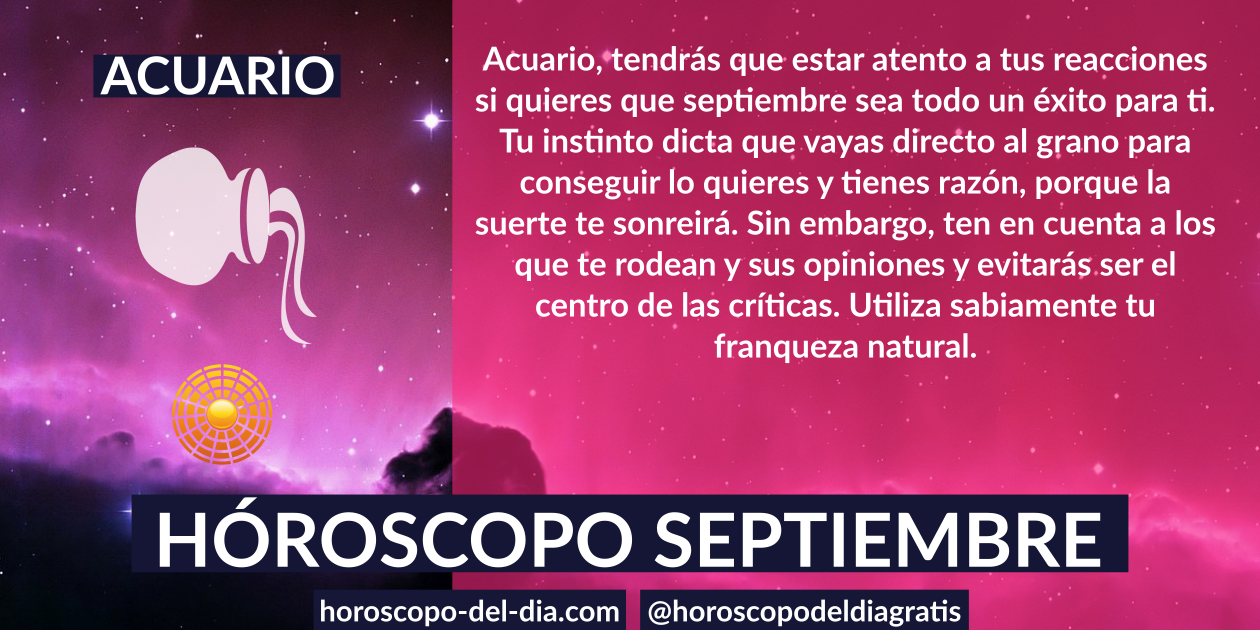 ACUARIO
Acuario, tendrás que estar atento a tus reacciones
si quieres que septiembre sea todo un éxito para ti.
Tu instinto dicta que vayas directo al grano para
conseguir lo quieres y tienes razón, porque la
suerte te sonreirá. Sin embargo, ten en cuenta a los
que te rodean y sus opiniones y evitarás ser el
centro de las críticas. Utiliza sabiamente tu
franqueza natural.
HÓROSCOPO SEPTIEMBRE
horoscopo-del-dia.com
@horoscopodeldiagratis